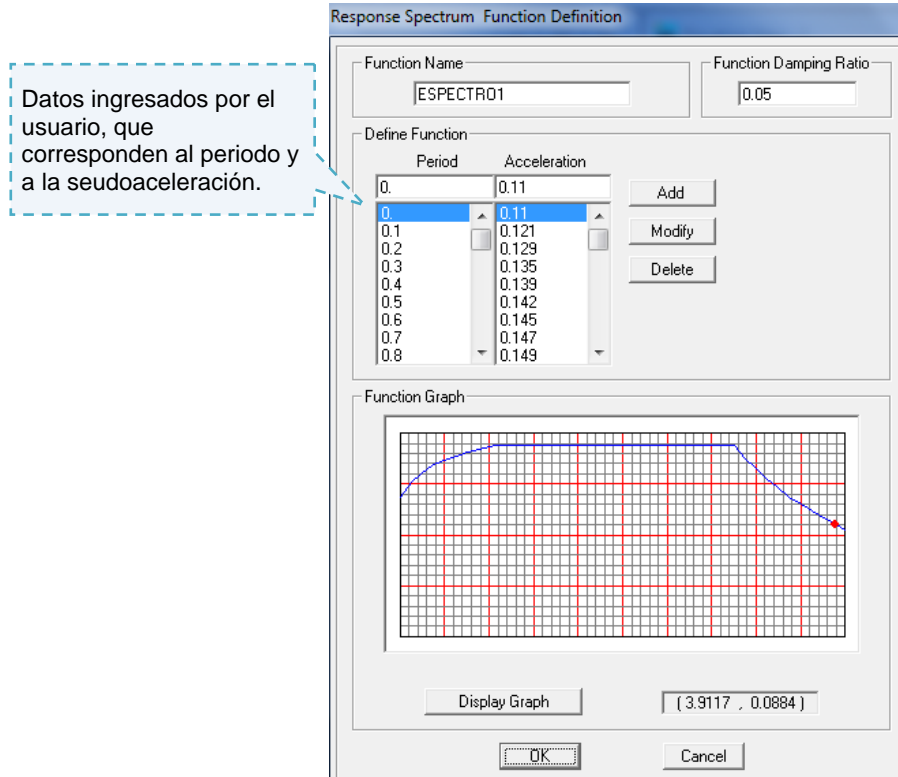 Response Spectrum Function Definition
Datos ingresados por el
usuario, que
corresponden al periodo y
a la seudoaceleración.
Function Name
ESPECTRO1
Function Damping Ratio
0.05
Define Function
Period Acceleration
0. 0.11
0. 0.11
0.1 0.121
0.2 0.129
0.3 0.135
0.4 0.139
0.5 0.142
0.6 0.145
0.7 0.147
0.8 0.149
Add
Modify
Delete
Function Graph
Display Graph
( 3.9117 , 0.0884 )
OK
Cancel